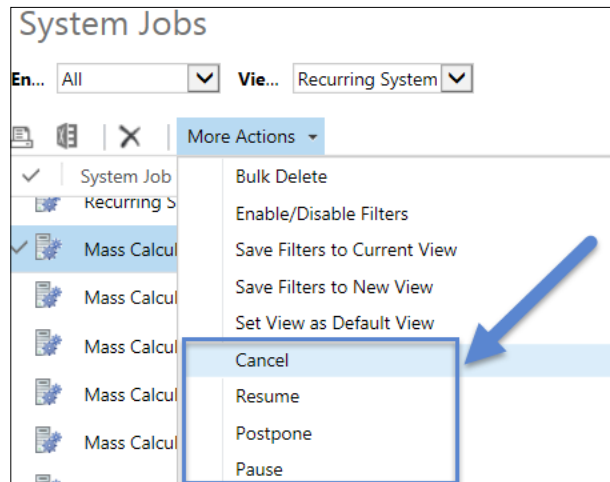 System Jobs
En... All Vie... Recurring System
More Actions
System Job
Bulk Delete
Recurring S
Enable/Disable Filters
Mass Calcul
Save Filters to Current View
Mass Calcul
Save Filters to New View
Set View as Default View
Mass Calcul
Cancel
Mass Calcul
Resume
Mass Calcul
Postpone
Pause